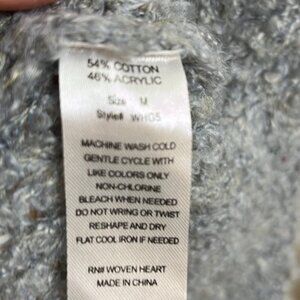 54% COTTON
46% ACRYLIC
Size M
Style# WHG5
MACHINE WASH COLD
GENTLE CYCLE WITH
LIKE COLORS ONLY
NON-CHLORINE
BLEACH WHEN NEEDED
DO NOT WRING OR TWIST
RESHAPE AND DRY
FLAT COOL IRON IF NEEDED
RN# WOVEN HEART
MADE IN CHINA